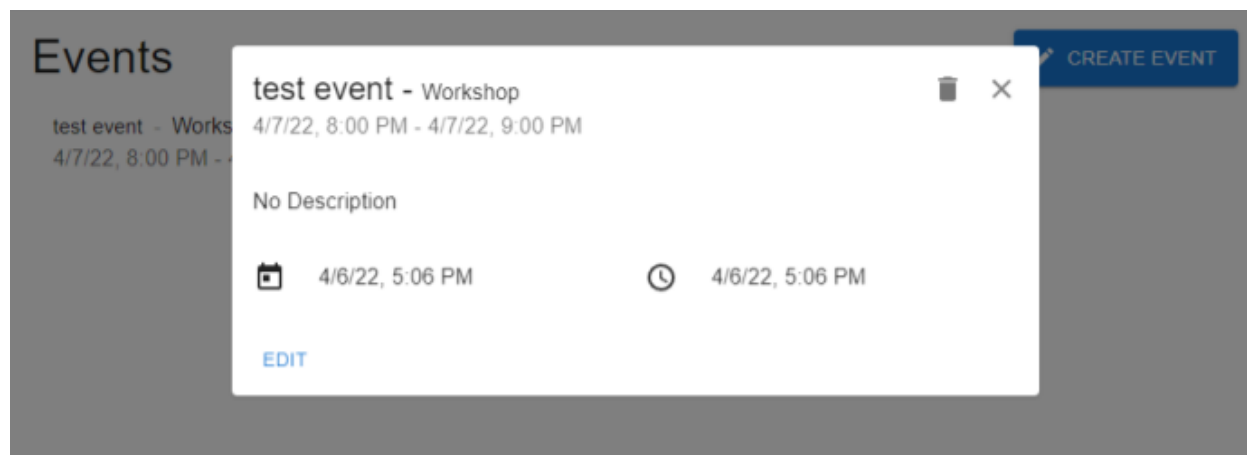 Events
CREATE EVENT
test event - Works
4/7/22, 8:00 PM -
test event - Workshop
4/7/22, 8:00 PM - 4/7/22, 9:00 PM
No Description
4/6/22, 5:06 PM
4/6/22, 5:06 PM
EDIT